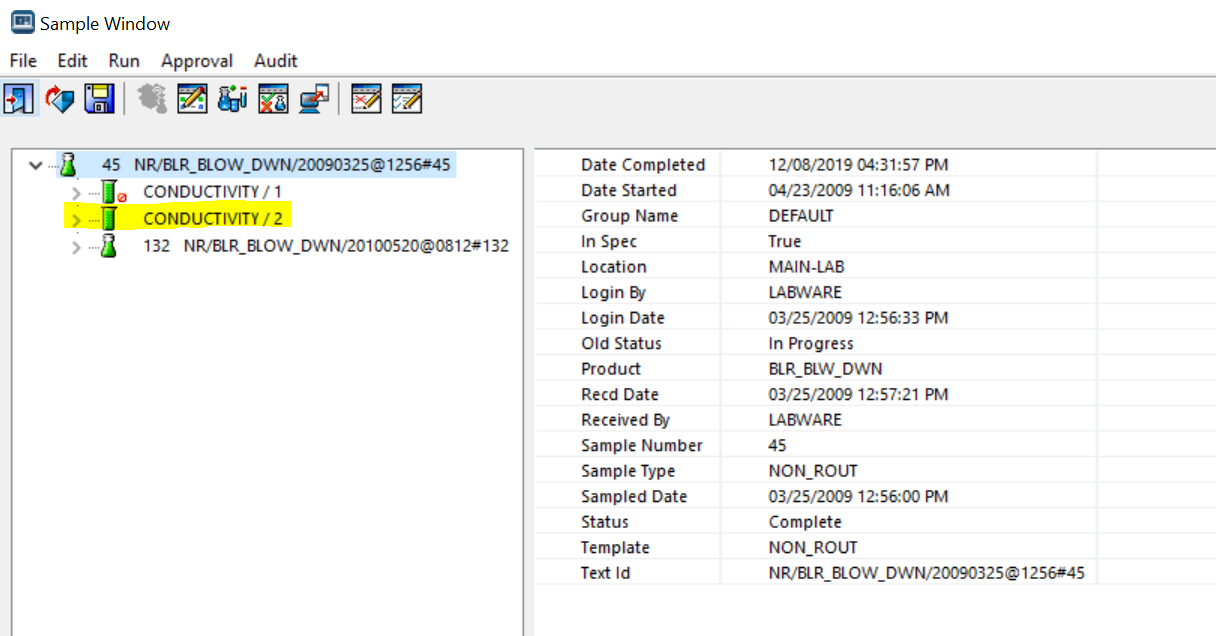 Sample Window
File Edit Run Approval Audit
45 NR/BLR_BLOW_DWN/20090325@1256#45
CONDUCTIVITY / 1
CONDUCTIVITY / 2
132 NR/BLR_BLOW_DWN/20100520@0812#132
Date Completed 12/08/2019 04:31:57 PM
Date Started 04/23/2009 11:16:06 AM
Group Name DEFAULT
In Spec True
Location MAIN-LAB
Login By LABWARE
Login Date 03/25/2009 12:56:33 PM
Old Status In Progress
Product BLR_BLW_DWN
Recd Date 03/25/2009 12:57:21 PM
Received By LABWARE
Sample Number 45
Sample Type NON_ROUT
Sampled Date 03/25/2009 12:56:00 PM
Status Complete
Template NON_ROUT
Text Id NR/BLR_BLOW_DWN/20090325@1256#45